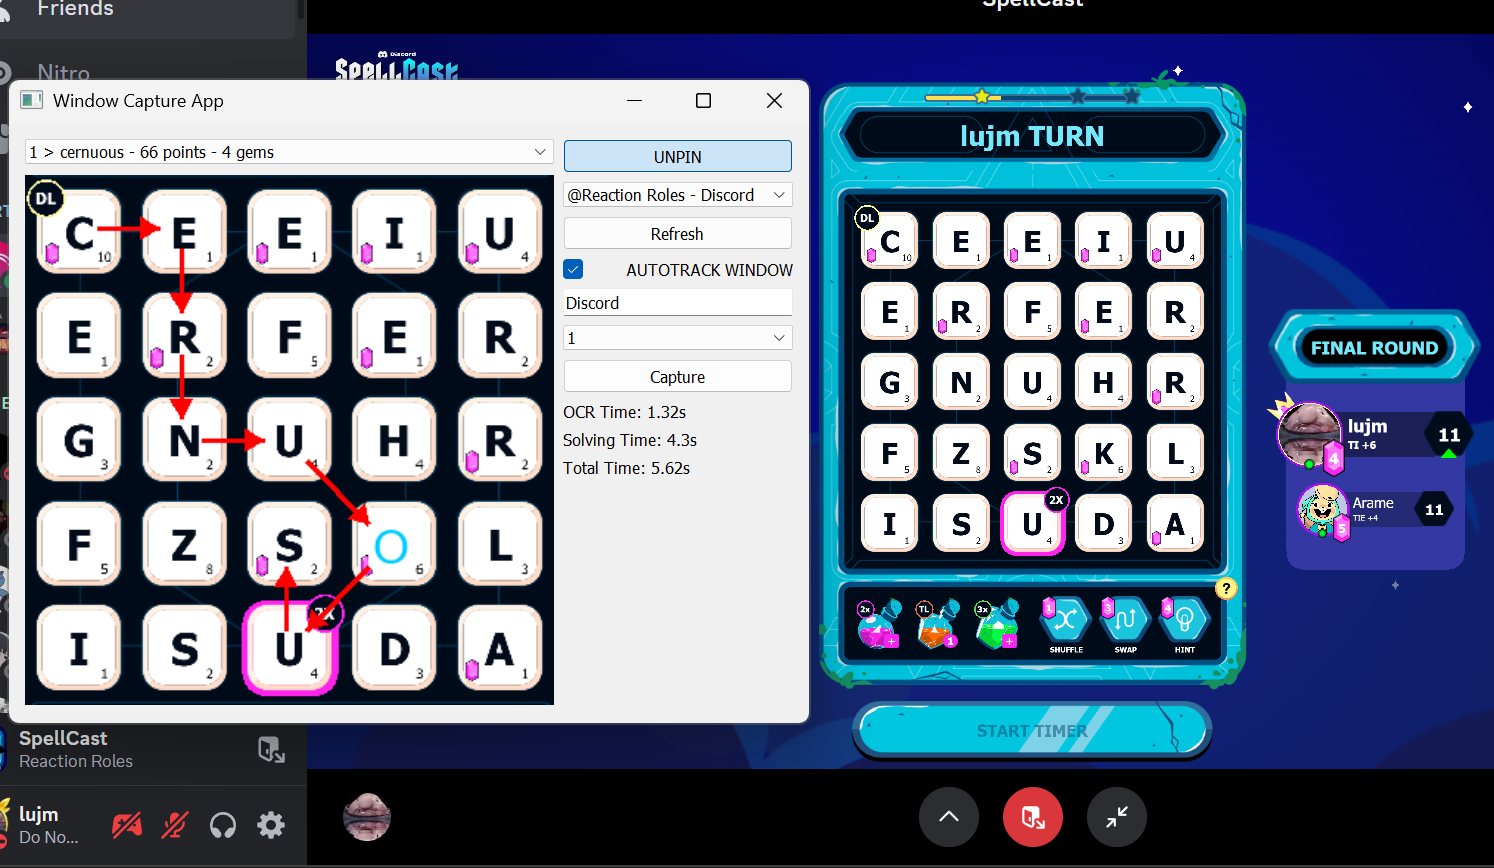 Friends
Nitro
SpellCast
Discord
SPELLCAST
Window Capture App
1 > cernuous - 66 points - 4 gems
UNPIN
@Reaction Roles - Discord
Refresh
AUTOTRACK WINDOW
Discord
1
Capture
OCR Time: 1.32s
Solving Time: 4.3s
Total Time: 5.62s
DL
C 10 E 1 E 1 I 1 U 4
E 1 R 2 F 5 E 1 R 2
G 3 N 2 U 4 H 4 R 2
F 5 Z 8 S 2 O 6 L 3
2X
I 1 S 2 U 4 D 3 A 1
lujm TURN
DL
C 10 E 1 E 1 I 1 U 4
E 1 R 2 F 5 E 1 R 2
G 3 N 2 U 4 H 4 R 2
F 5 Z 8 S 2 K 6 L 3
2X
I 1 S 2 U 4 D 3 A 1
?
2x + TL 1 3x + 1 3 4
SHUFFLE SWAP HINT
START TIMER
FINAL ROUND
lujm
TI +6
4
11
Arame
TIE +4
5
11
SpellCast
Reaction Roles
lujm
Do No...